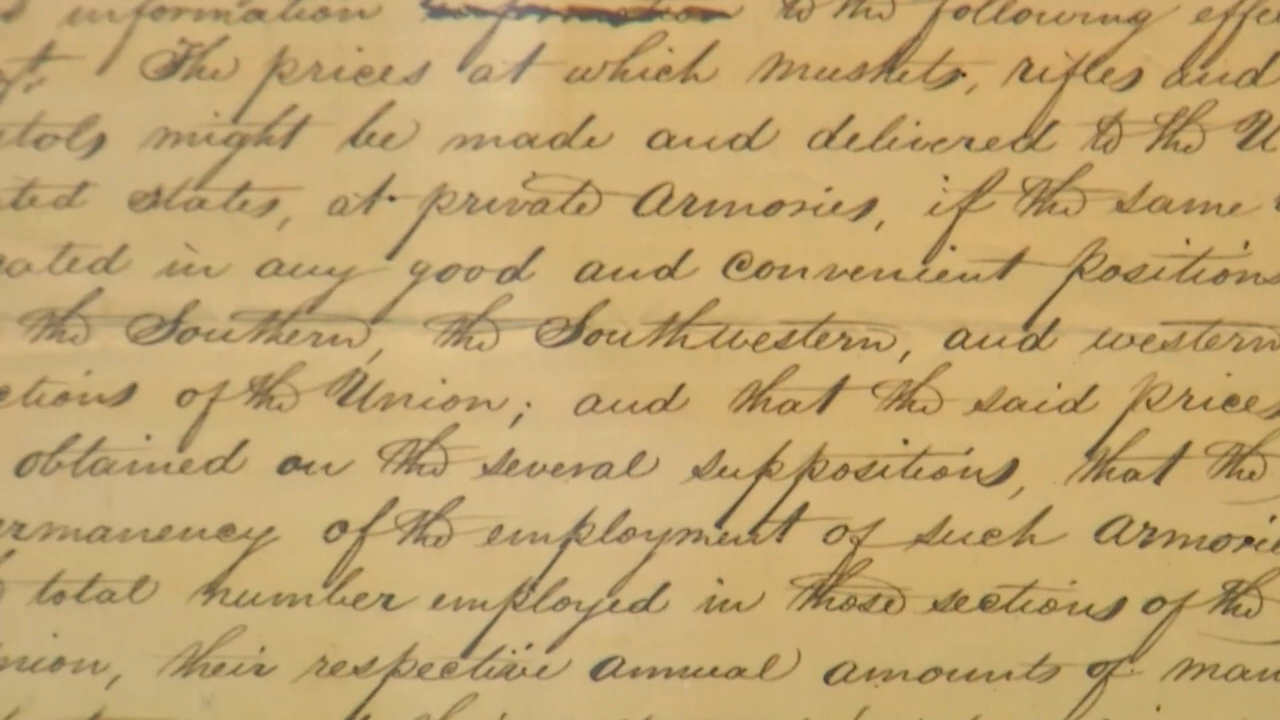 information information to the following effe
The prices at which muskets, rifles and
tols might be made and delivered to the U
ted states, at private Armories, if the same
cated in any good and convenient positions
the Southern, the Southwestern, and western
ctions of the Union; and that the said prices
obtained on the several suppositions, that the
rmanency of the employment of such Armorie
total number employed in those sections of the
nion, their respective annual amounts of man